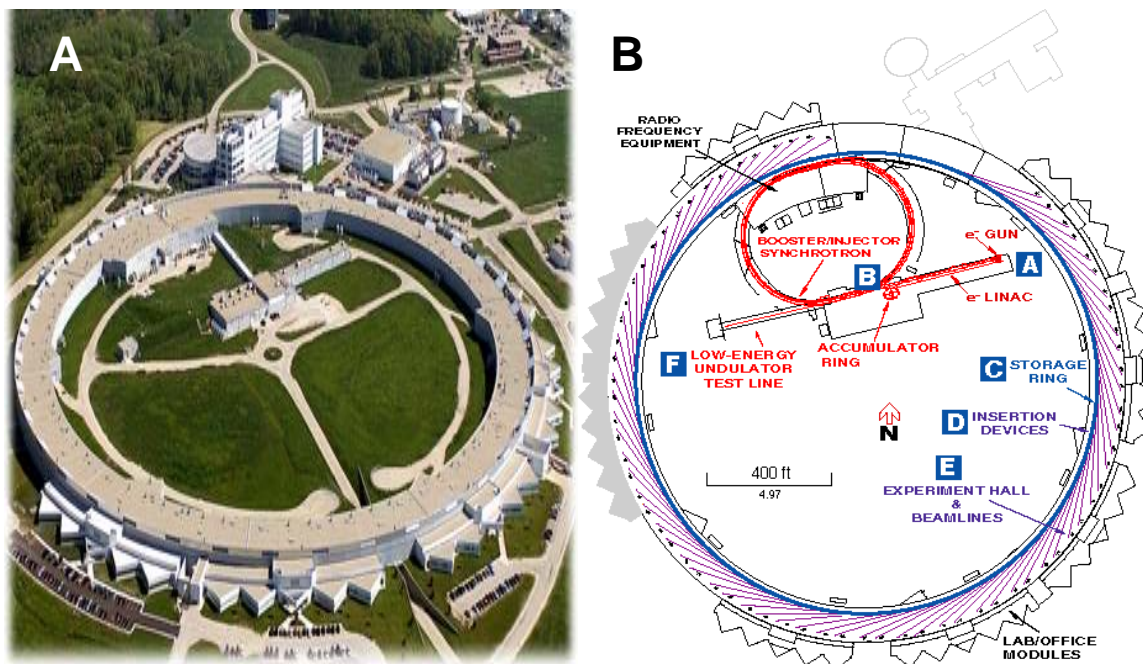 A
B
RADIO
FREQUENCY
EQUIPMENT
BOOSTER/INJECTOR
SYNCHROTRON
e⁻ GUN
A
B
e⁻ LINAC
F
LOW-ENERGY
UNDULATOR
TEST LINE
ACCUMULATOR
RING
C
STORAGE
RING
N
D
INSERTION
DEVICES
400 ft
4.97
E
EXPERIMENT HALL
&
BEAMLINES
LAB/OFFICE
MODULES